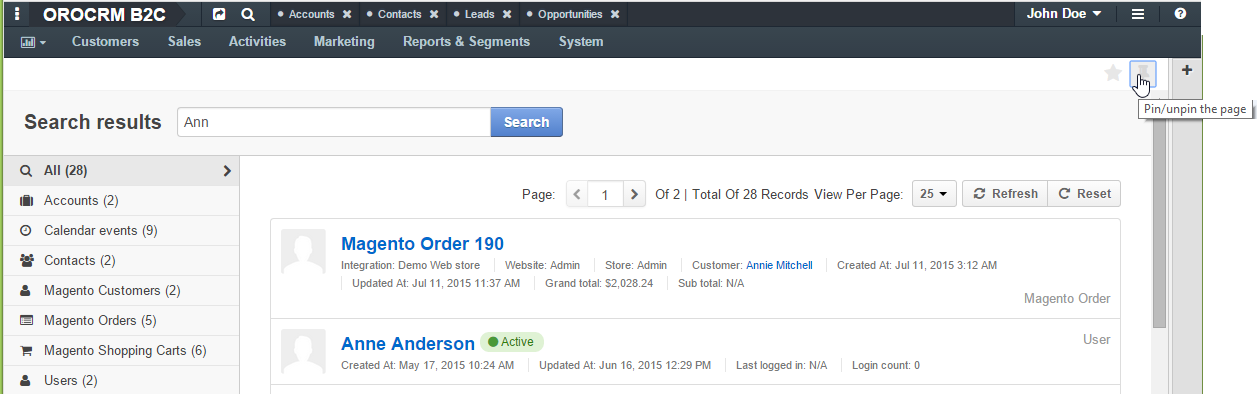 OROCRM B2C Accounts Contacts Leads Opportunities John Doe
Customers Sales Activities Marketing Reports & Segments System
Pin/unpin the page
Search results Ann Search
All (28)
Accounts (2)
Calendar events (9)
Contacts (2)
Magento Customers (2)
Magento Orders (5)
Magento Shopping Carts (6)
Users (2)
Page: 1 Of 2 | Total Of 28 Records View Per Page: 25 Refresh Reset
Magento Order 190
Integration: Demo Web store Website: Admin Store: Admin Customer: Annie Mitchell Created At: Jul 11, 2015 3:12 AM
Updated At: Jul 11, 2015 11:37 AM Grand total: $2,028.24 Sub total: N/A
Magento Order
Anne Anderson Active User
Created At: May 17, 2015 10:24 AM Updated At: Jun 16, 2015 12:29 PM Last logged in: N/A Login count: 0